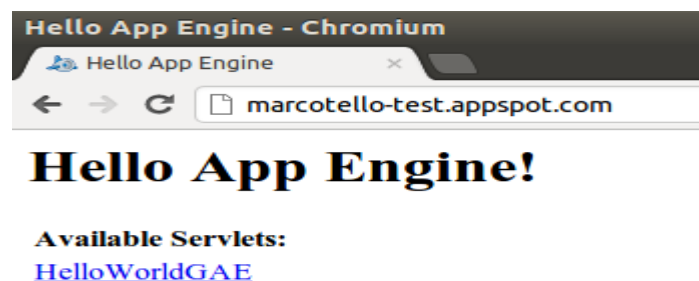 Hello App Engine - Chromium
Hello App Engine
marcotello-test.appspot.com
Hello App Engine!
Available Servlets:
HelloWorldGAE